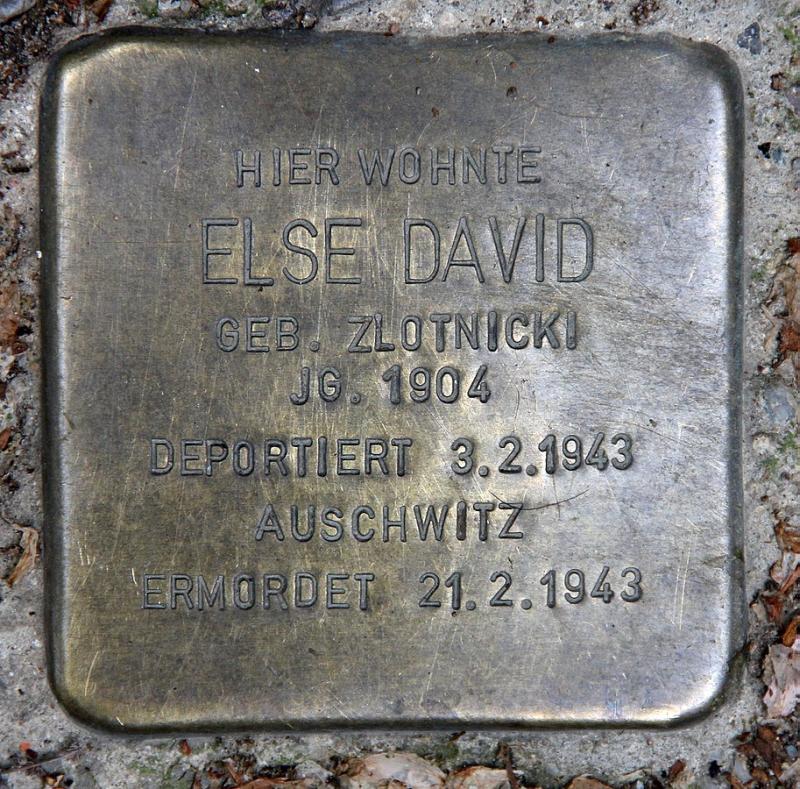 HIER WOHNTE
ELSE DAVID
GEB. ZLOTNICKI
JG. 1904
DEPORTIERT 3.2.1943
AUSCHWITZ
ERMORDET 21.2.1943